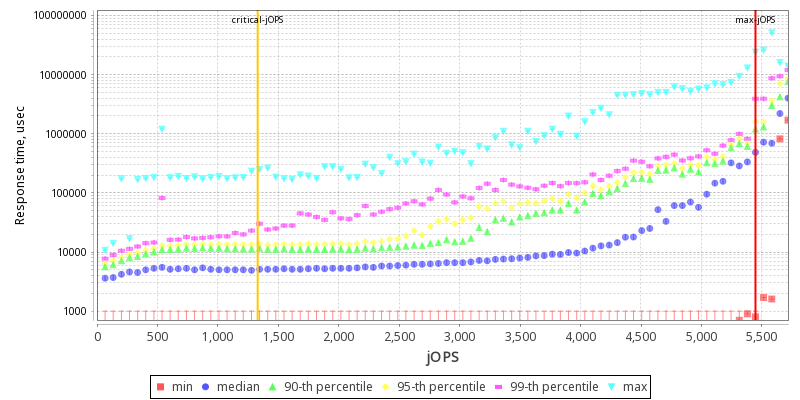 critical-jOPS max-jOPS
100000000
10000000
1000000
100000
10000
1000
Response time, usec
0 500 1,000 1,500 2,000 2,500 3,000 3,500 4,000 4,500 5,000 5,500
jOPS
min median 90-th percentile 95-th percentile 99-th percentile max